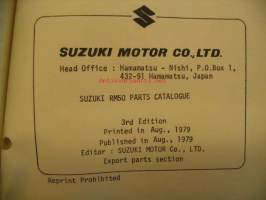 SUZUKI MOTOR CO., LTD.
Head Office : Hamamatsu - Nishi, P.O.Box 1,
432-91 Hamamatsu, Japan
SUZUKI RM50 PARTS CATALOGUE
3rd Edition
Printed in Aug., 1979
Published in Aug., 1979
Editor : SUZUKI MOTOR Co., LTD.
Export parts section
Reprint Prohibited